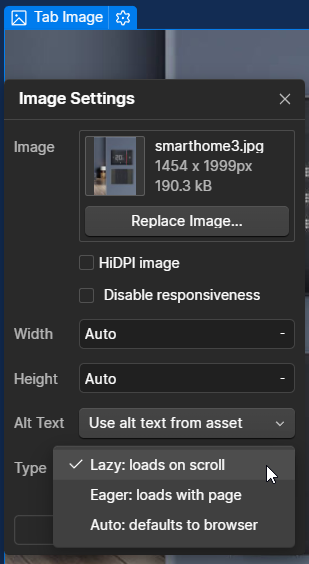 Tab Image
Image Settings
Image
smarthome3.jpg
1454 x 1999px
190.3 kB
Replace Image...
HiDPI image
Disable responsiveness
Width
Auto
-
Height
Auto
-
Alt Text
Use alt text from asset
Type
Lazy: loads on scroll
Eager: loads with page
Auto: defaults to browser